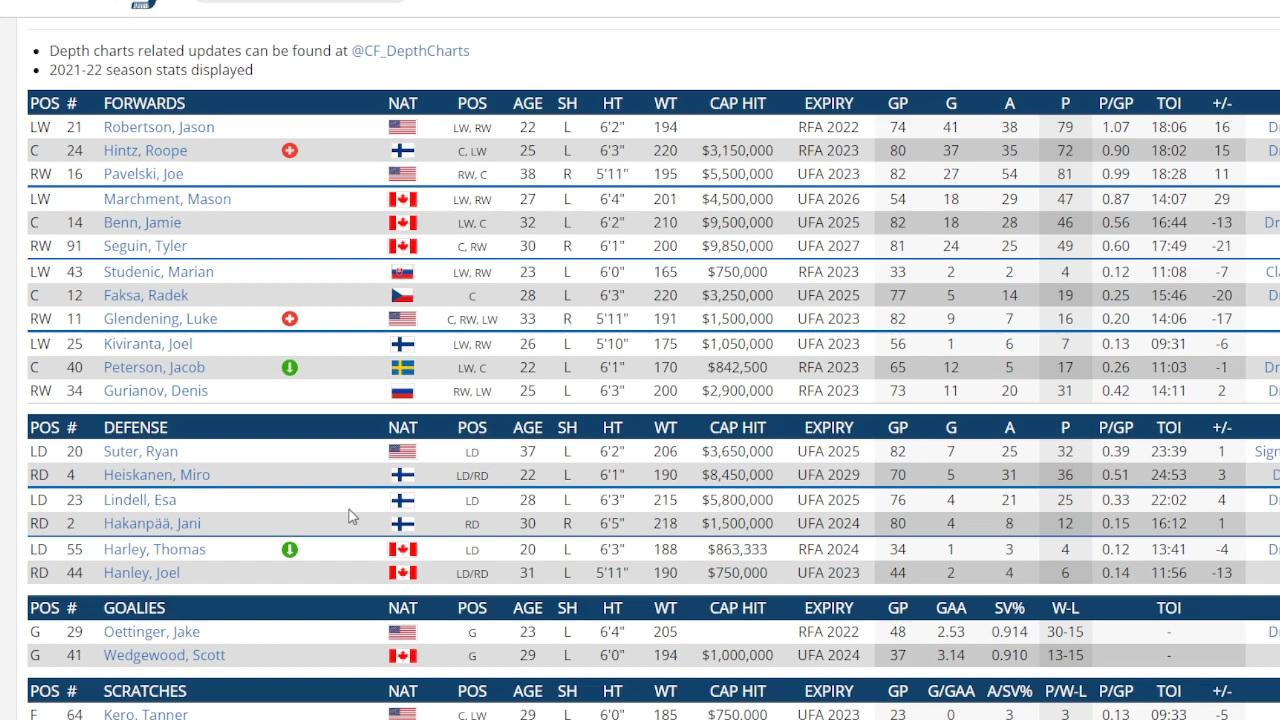 Depth charts related updates can be found at @CF_DepthCharts
2021-22 season stats displayed
POS # FORWARDS NAT POS AGE SH HT WT CAP HIT EXPIRY GP G A P P/GP TOI +/-
LW 21 Robertson, Jason LW, RW 22 L 6'2" 194 RFA 2022 74 41 38 79 1.07 18:06 16
C 24 Hintz, Roope C, LW 25 L 6'3" 220 $3,150,000 RFA 2023 80 37 35 72 0.90 18:02 15
RW 16 Pavelski, Joe RW, C 38 R 5'11" 195 $5,500,000 UFA 2023 82 27 54 81 0.99 18:28 11
LW Marchment, Mason LW 27 L 6'4" 201 $4,500,000 UFA 2026 54 18 29 47 0.87 14:07 29
C 14 Benn, Jamie LW, C 32 L 6'2" 210 $9,500,000 UFA 2025 82 18 28 46 0.56 16:44 -13
RW 91 Seguin, Tyler C, RW 30 R 6'1" 200 $9,850,000 UFA 2027 81 24 25 49 0.60 17:49 -21
LW 43 Studenic, Marian LW, RW 23 L 6'0" 165 $750,000 RFA 2023 33 2 2 4 0.12 11:08 -7
C 12 Faksa, Radek C 28 L 6'3" 220 $3,250,000 UFA 2025 77 5 14 19 0.25 15:46 -20
RW 11 Glendening, Luke C, RW, LW 33 R 5'11" 191 $1,500,000 UFA 2023 82 9 7 16 0.20 14:06 -17
LW 25 Kiviranta, Joel LW, RW 26 L 5'10" 175 $1,050,000 UFA 2023 56 1 6 7 0.13 09:31 -6
C 40 Peterson, Jacob LW, C 22 L 6'1" 170 $842,500 RFA 2023 65 12 5 17 0.26 11:03 -1
RW 34 Gurianov, Denis RW, LW 25 L 6'3" 200 $2,900,000 RFA 2023 73 11 20 31 0.42 14:11 2
POS # DEFENSE NAT POS AGE SH HT WT CAP HIT EXPIRY GP G A P P/GP TOI +/-
LD 20 Suter, Ryan LD 37 L 6'2" 206 $3,650,000 UFA 2025 82 7 25 32 0.39 23:39 1
RD 4 Heiskanen, Miro LD/RD 22 L 6'1" 190 $8,450,000 UFA 2029 70 5 31 36 0.51 24:53 3
LD 23 Lindell, Esa LD 28 L 6'3" 213 $5,800,000 UFA 2025 76 4 21 25 0.33 22:02 4
RD 2 Hakanpää, Jani RD 30 R 6'5" $1,500,000 UFA 2024 80 4 8 12 0.15 16:12 1
LD 55 Harley, Thomas LD 20 L 6'3" 188 $863,333 RFA 2024 34 1 3 4 0.12 13:41 -4
RD 44 Hanley, Joel LD/RD 31 L 5'11" 190 $750,000 UFA 2023 44 2 4 6 0.14 11:56 -13
POS # GOALIES NAT POS AGE SH HT WT CAP HIT EXPIRY GP GAA SV% W-L TOI
G 29 Oettinger, Jake G 23 L 6'4" 205 RFA 2022 48 2.53 0.914 30-15 -
G 41 Wedgewood, Scott G 29 L 6'0" 194 $1,000,000 UFA 2024 37 3.14 0.910 13-15 -
POS # SCRATCHES NAT POS AGE SH HT WT CAP HIT EXPIRY GP G/GAA A/SV% P/W-L P/GP TOI +/-
F 64 Kero, Tanner C, LW 29 L 6'0" 185 $750,000 UFA 2023 23 0 3 3 0.13 -5